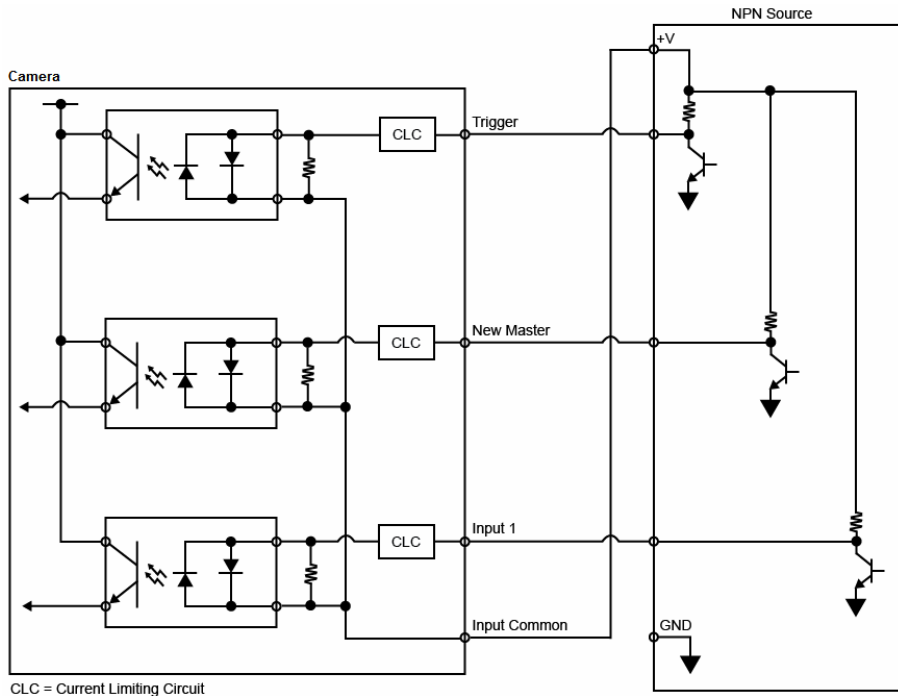 NPN Source
+V
Camera
CLC
Trigger
CLC
New Master
CLC
Input 1
Input Common
GND
CLC = Current Limiting Circuit